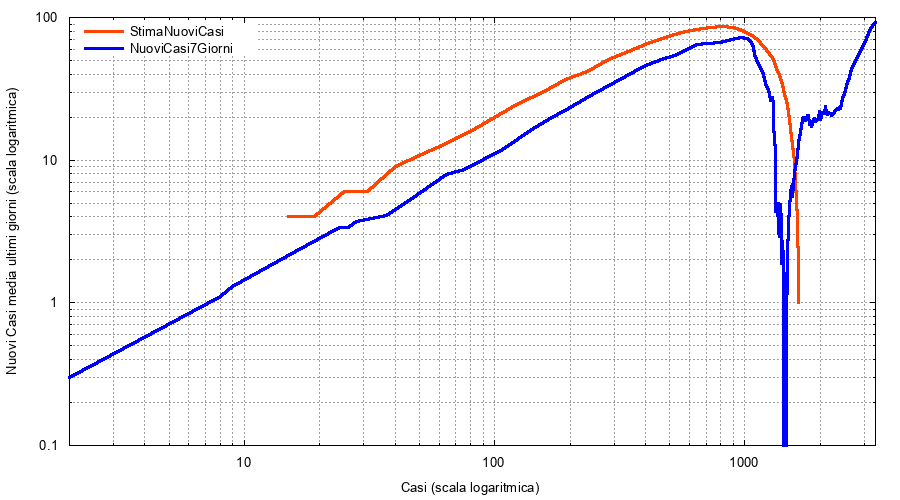 100
StimaNuoviCasi
NuoviCasi7Giorni
10
1
0.1
Nuovi Casi media ultimi giorni (scala logaritmica)
10 100 1000
Casi (scala logaritmica)